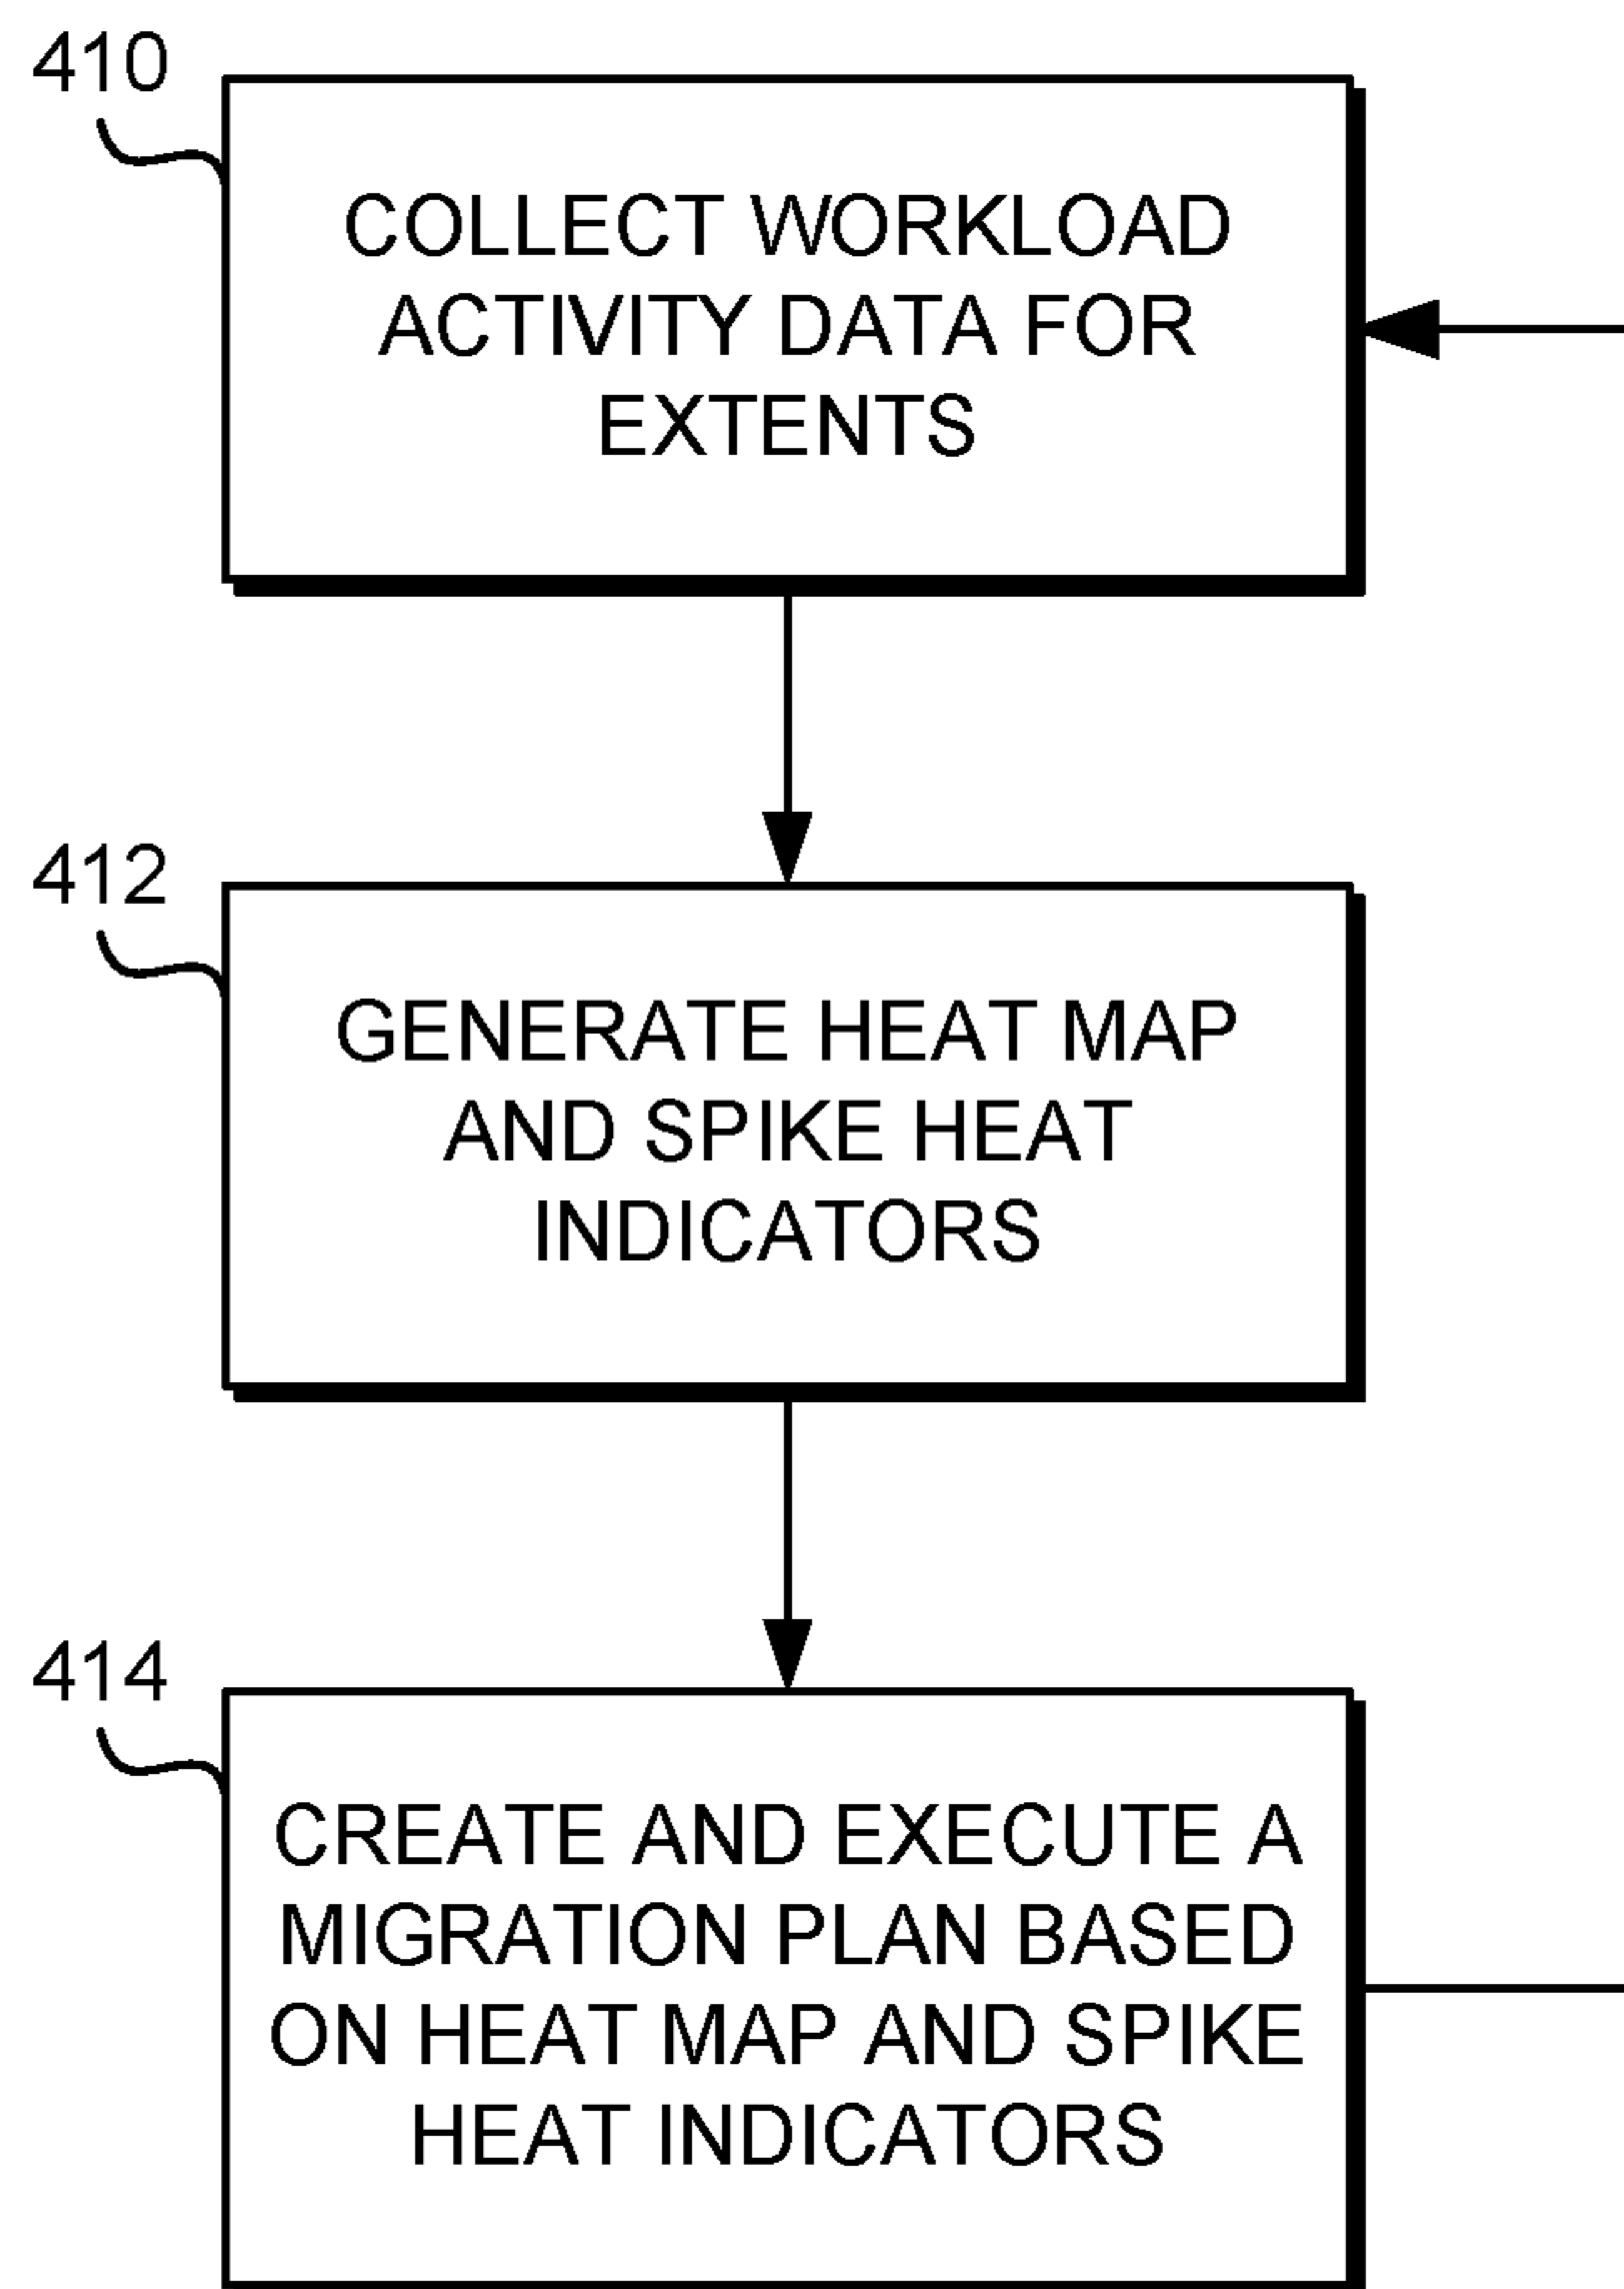 410
COLLECT WORKLOAD
ACTIVITY DATA FOR
EXTENTS
412
GENERATE HEAT MAP
AND SPIKE HEAT
INDICATORS
414
CREATE AND EXECUTE A
MIGRATION PLAN BASED
ON HEAT MAP AND SPIKE
HEAT INDICATORS